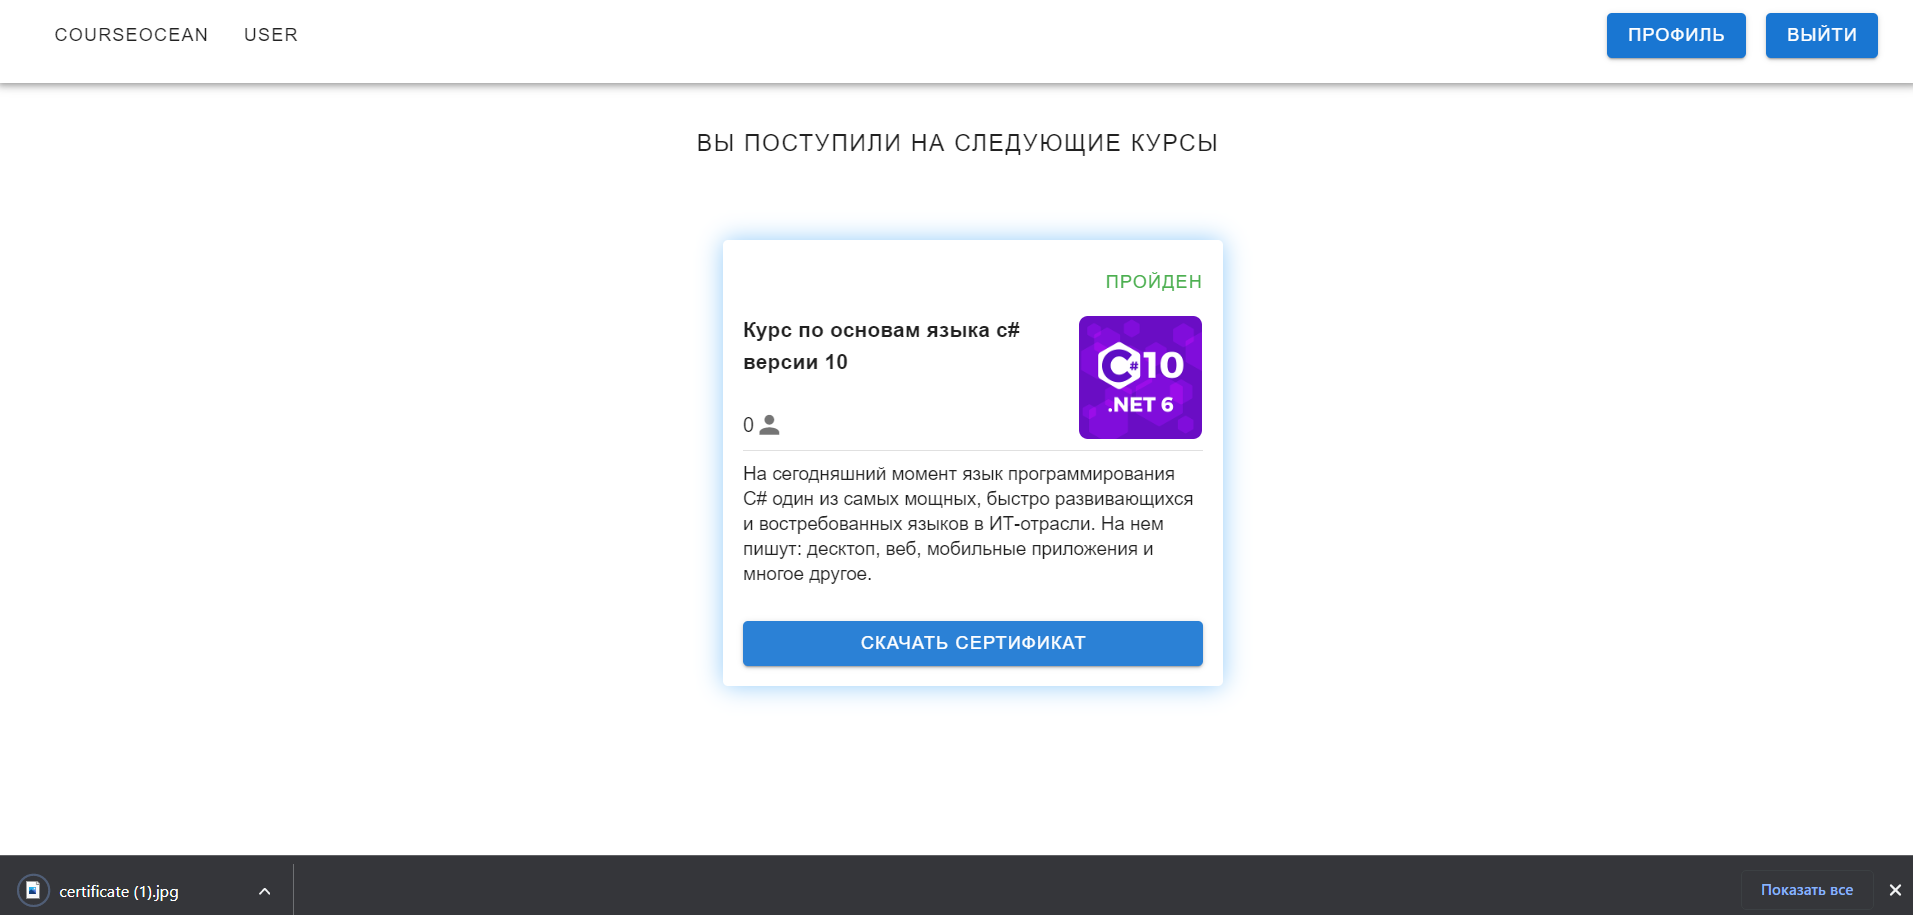 COURSEOCEAN USER ПРОФИЛЬ ВЫЙТИ
ВЫ ПОСТУПИЛИ НА СЛЕДУЮЩИЕ КУРСЫ
ПРОЙДЕН
Курс по основам языка c#
версии 10
C#10
.NET 6
0
На сегодняшний момент язык программирования
C# один из самых мощных, быстро развивающихся
и востребованных языков в ИТ-отрасли. На нем
пишут: десктоп, веб, мобильные приложения и
многое другое.
СКАЧАТЬ СЕРТИФИКАТ
certificate (1).jpg Показать все